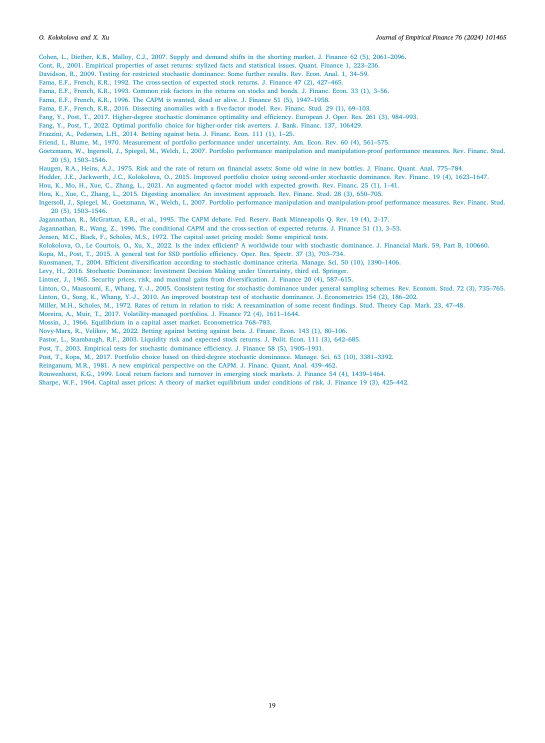 O. Kolokolova and X. Xu
Journal of Empirical Finance 76 (2024) 101465
Cohen, L., Diether, K.B., Malloy, C.J., 2007. Supply and demand shifts in the shorting market. J. Finance 62 (5), 2061–2096.
Cont, R., 2001. Empirical properties of asset returns: stylized facts and statistical issues. Quant. Finance 1, 223–236.
Davidson, R., 2009. Testing for restricted stochastic dominance: Some further results. Rev. Econ. Anal. 1, 34–59.
Fama, E.F., French, K.R., 1992. The cross-section of expected stock returns. J. Finance 47 (2), 427–465.
Fama, E.F., French, K.R., 1993. Common risk factors in the returns on stocks and bonds. J. Financ. Econ. 33 (1), 3–56.
Fama, E.F., French, K.R., 1996. The CAPM is wanted, dead or alive. J. Finance 51 (5), 1947–1958.
Fama, E.F., French, K.R., 2016. Dissecting anomalies with a five-factor model. Rev. Financ. Stud. 29 (1), 69–103.
Fang, Y., Post, T., 2017. Higher-degree stochastic dominance optimality and efficiency. European J. Oper. Res. 261 (3), 984–993.
Fang, Y., Post, T., 2022. Optimal portfolio choice for higher-order risk averters. J. Bank. Financ. 137, 106429.
Frazzini, A., Pedersen, L.H., 2014. Betting against beta. J. Financ. Econ. 111 (1), 1–25.
Friend, I., Blume, M., 1970. Measurement of portfolio performance under uncertainty. Am. Econ. Rev. 60 (4), 561–575.
Goetzmann, W., Ingersoll, J., Spiegel, M., Welch, I., 2007. Portfolio performance manipulation and manipulation-proof performance measures. Rev. Financ. Stud.
20 (5), 1503–1546.
Haugen, R.A., Heins, A.J., 1975. Risk and the rate of return on financial assets: Some old wine in new bottles. J. Financ. Quant. Anal. 775–784.
Hodder, J.E., Jackwerth, J.C., Kolokolova, O., 2015. Improved portfolio choice using second-order stochastic dominance. Rev. Financ. 19 (4), 1623–1647.
Hou, K., Mo, H., Xue, C., Zhang, L., 2021. An augmented q-factor model with expected growth. Rev. Financ. 25 (1), 1–41.
Hou, K., Xue, C., Zhang, L., 2015. Digesting anomalies: An investment approach. Rev. Financ. Stud. 28 (3), 650–705.
Ingersoll, J., Spiegel, M., Goetzmann, W., Welch, I., 2007. Portfolio performance manipulation and manipulation-proof performance measures. Rev. Financ. Stud.
20 (5), 1503–1546.
Jagannathan, R., McGrattan, E.R., et al., 1995. The CAPM debate. Fed. Reserv. Bank Minneapolis Q. Rev. 19 (4), 2–17.
Jagannathan, R., Wang, Z., 1996. The conditional CAPM and the cross-section of expected returns. J. Finance 51 (1), 3–53.
Jensen, M.C., Black, F., Scholes, M.S., 1972. The capital asset pricing model: Some empirical tests.
Kolokolova, O., Le Courtois, O., Xu, X., 2022. Is the index efficient? A worldwide tour with stochastic dominance. J. Financial Mark. 59, Part B, 100660.
Kopa, M., Post, T., 2015. A general test for SSD portfolio efficiency. Oper. Res. Spektr. 37 (3), 703–734.
Kuosmanen, T., 2004. Efficient diversification according to stochastic dominance criteria. Manage. Sci. 50 (10), 1390–1406.
Levy, H., 2016. Stochastic Dominance: Investment Decision Making under Uncertainty, third ed. Springer.
Lintner, J., 1965. Security prices, risk, and maximal gains from diversification. J. Finance 20 (4), 587–615.
Linton, O., Maasoumi, E., Whang, Y.-J., 2005. Consistent testing for stochastic dominance under general sampling schemes. Rev. Econom. Stud. 72 (3), 735–765.
Linton, O., Song, K., Whang, Y.-J., 2010. An improved bootstrap test of stochastic dominance. J. Econometrics 154 (2), 186–202.
Miller, M.H., Scholes, M., 1972. Rates of return in relation to risk: A reexamination of some recent findings. Stud. Theory Cap. Mark. 23, 47–48.
Moreira, A., Muir, T., 2017. Volatility-managed portfolios. J. Finance 72 (4), 1611–1644.
Mossin, J., 1966. Equilibrium in a capital asset market. Econometrica 768–783.
Novy-Marx, R., Velikov, M., 2022. Betting against betting against beta. J. Financ. Econ. 143 (1), 80–106.
Pastor, L., Stambaugh, R.F., 2003. Liquidity risk and expected stock returns. J. Polit. Econ. 111 (3), 642–685.
Post, T., 2003. Empirical tests for stochastic dominance efficiency. J. Finance 58 (5), 1905–1931.
Post, T., Kopa, M., 2017. Portfolio choice based on third-degree stochastic dominance. Manage. Sci. 63 (10), 3381–3392.
Reinganum, M.R., 1981. A new empirical perspective on the CAPM. J. Financ. Quant. Anal. 439–462.
Rouwenhorst, K.G., 1999. Local return factors and turnover in emerging stock markets. J. Finance 54 (4), 1439–1464.
Sharpe, W.F., 1964. Capital asset prices: A theory of market equilibrium under conditions of risk. J. Finance 19 (3), 425–442.
19